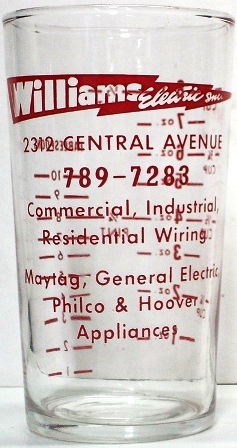 Williams Electric Inc.
2312 CENTRAL AVENUE
789-7283
Commercial, Industrial,
Residential Wiring
Maytag, General Electric
Philco & Hoover
Appliances